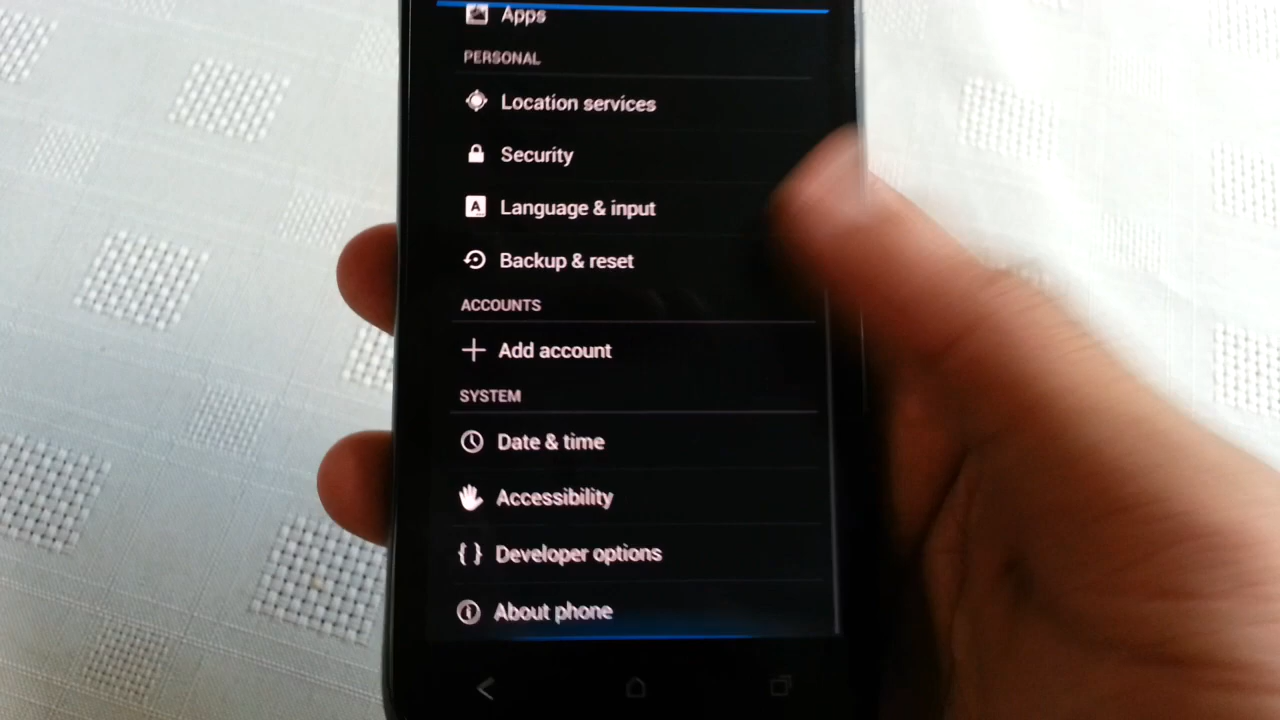 Apps
PERSONAL
Location services
Security
A
Language & input
Backup & reset
ACCOUNTS
Add account
SYSTEM
Date & time
Accessibility
{ } Developer options
About phone